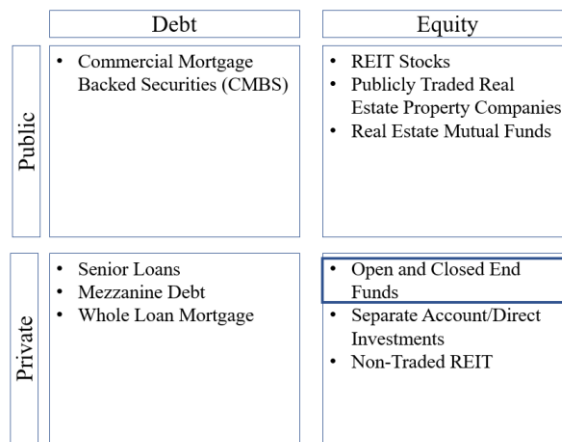 Debt
Equity
Public
• Commercial Mortgage
Backed Securities (CMBS)
• REIT Stocks
• Publicly Traded Real
Estate Property Companies
• Real Estate Mutual Funds
Private
• Senior Loans
• Mezzanine Debt
• Whole Loan Mortgage
• Open and Closed End
Funds
• Separate Account/Direct
Investments
• Non-Traded REIT